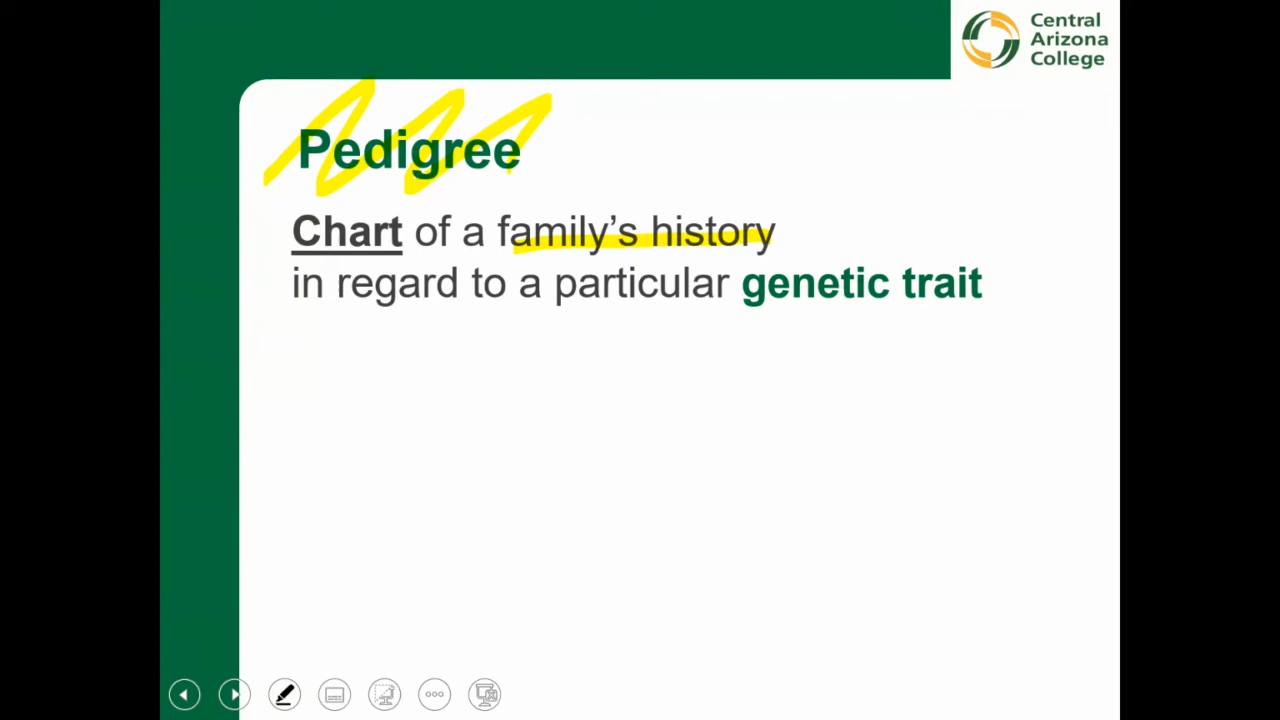 Central
Arizona
College
Pedigree
Chart of a family’s history
in regard to a particular genetic trait